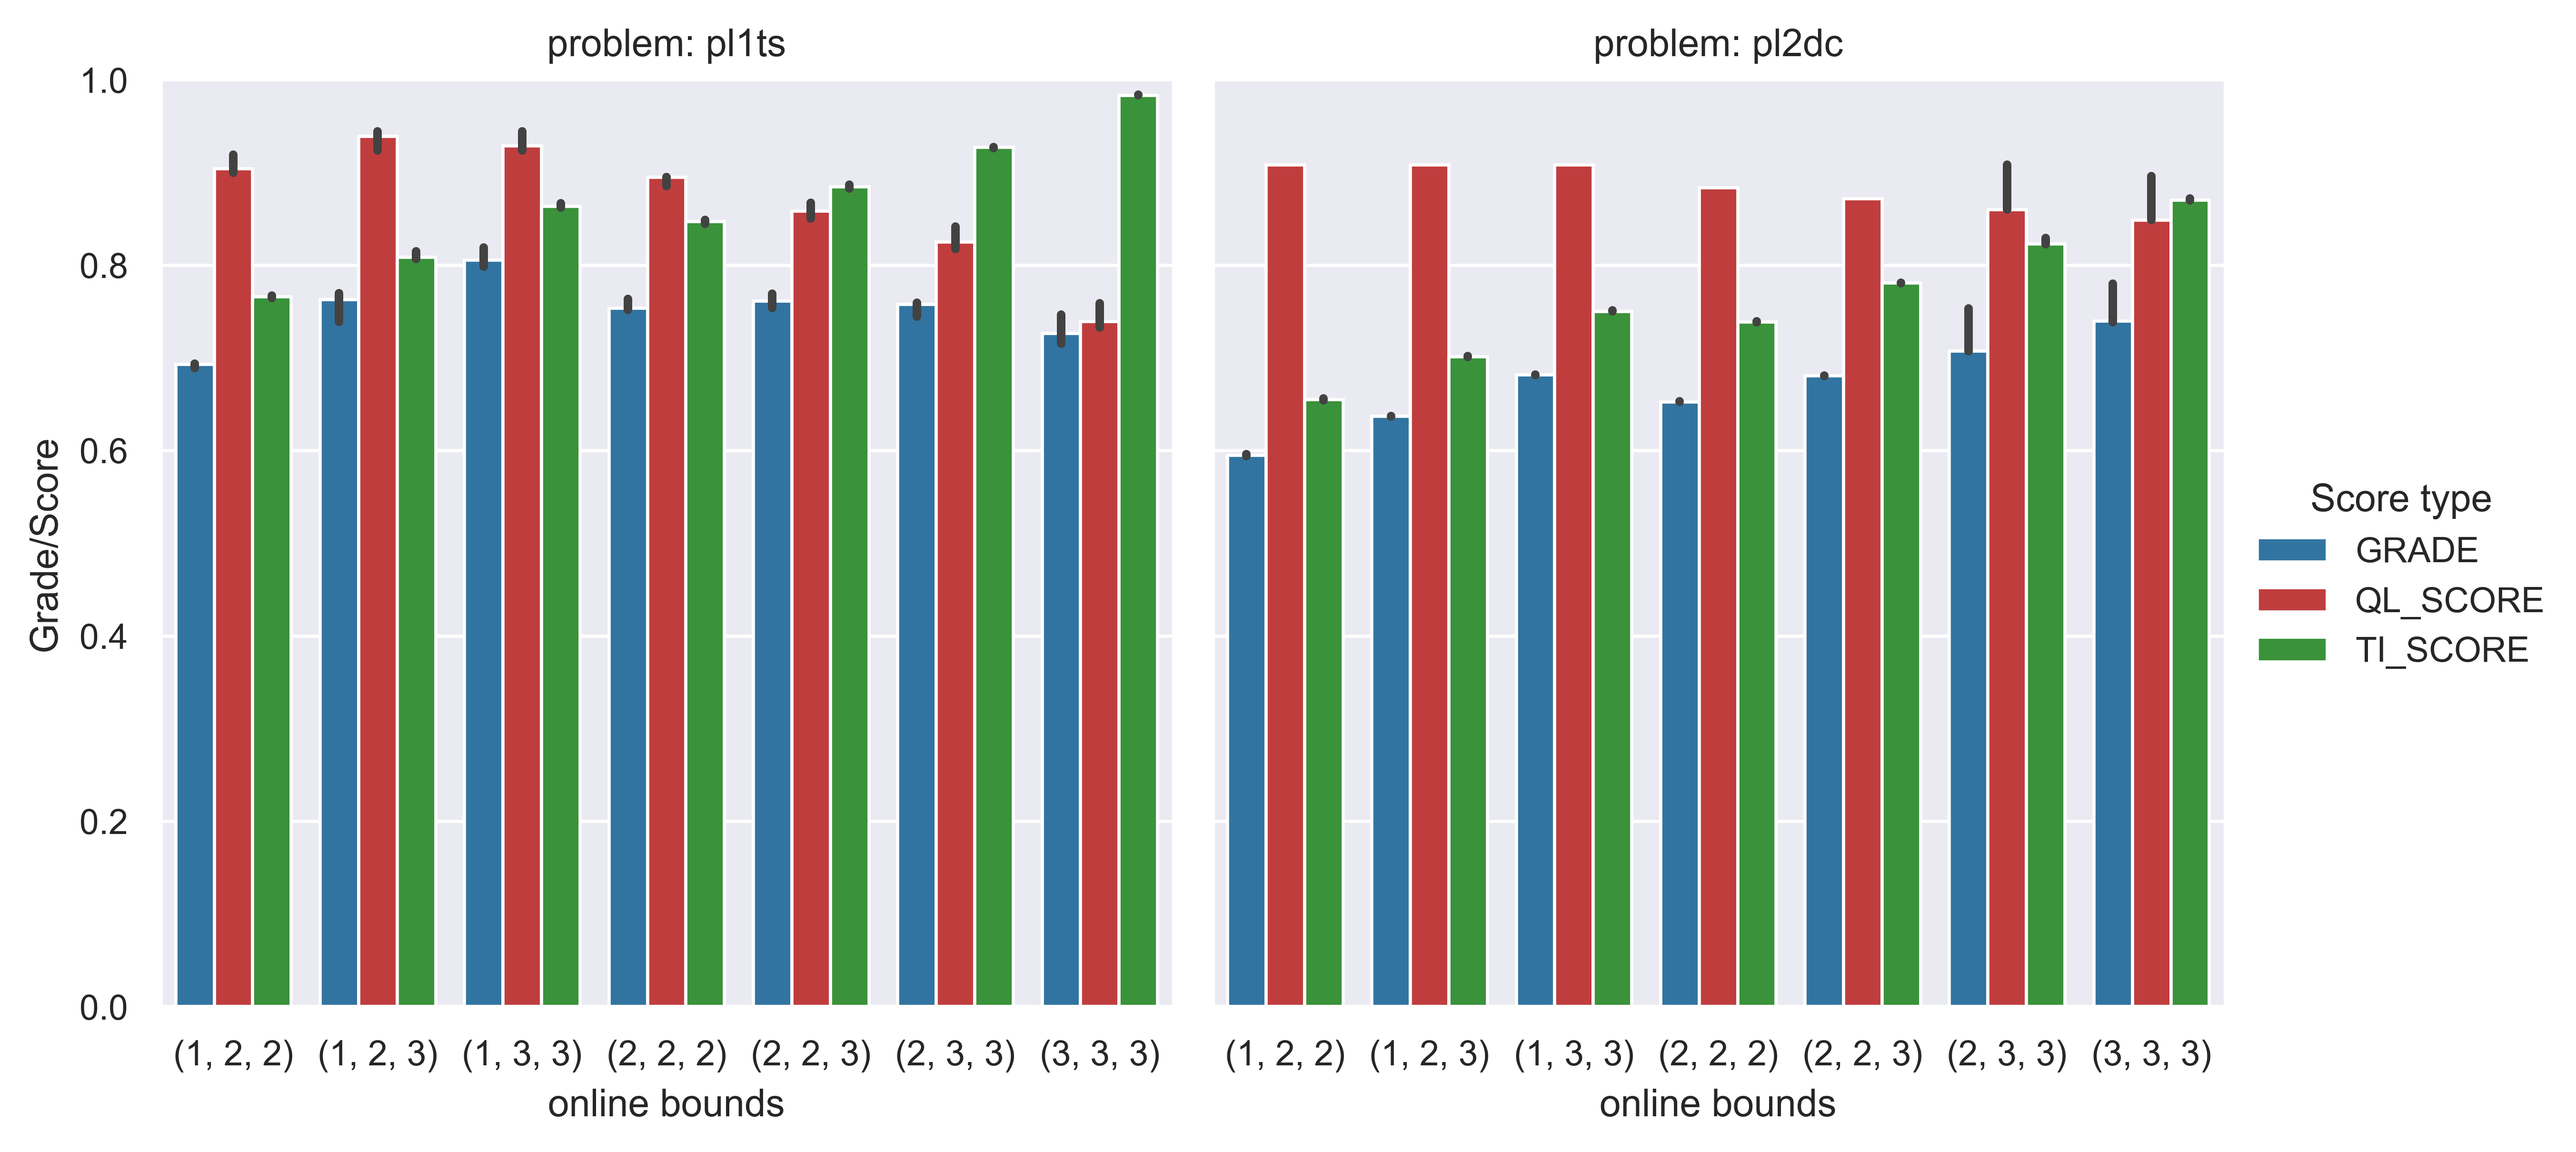 problem: pl1ts
problem: pl2dc
1.0
0.8
0.6
0.4
0.2
0.0
Grade/Score
(1, 2, 2) (1, 2, 3) (1, 3, 3) (2, 2, 2) (2, 2, 3) (2, 3, 3) (3, 3, 3)
online bounds
(1, 2, 2) (1, 2, 3) (1, 3, 3) (2, 2, 2) (2, 2, 3) (2, 3, 3) (3, 3, 3)
online bounds
Score type
GRADE
QL_SCORE
TI_SCORE